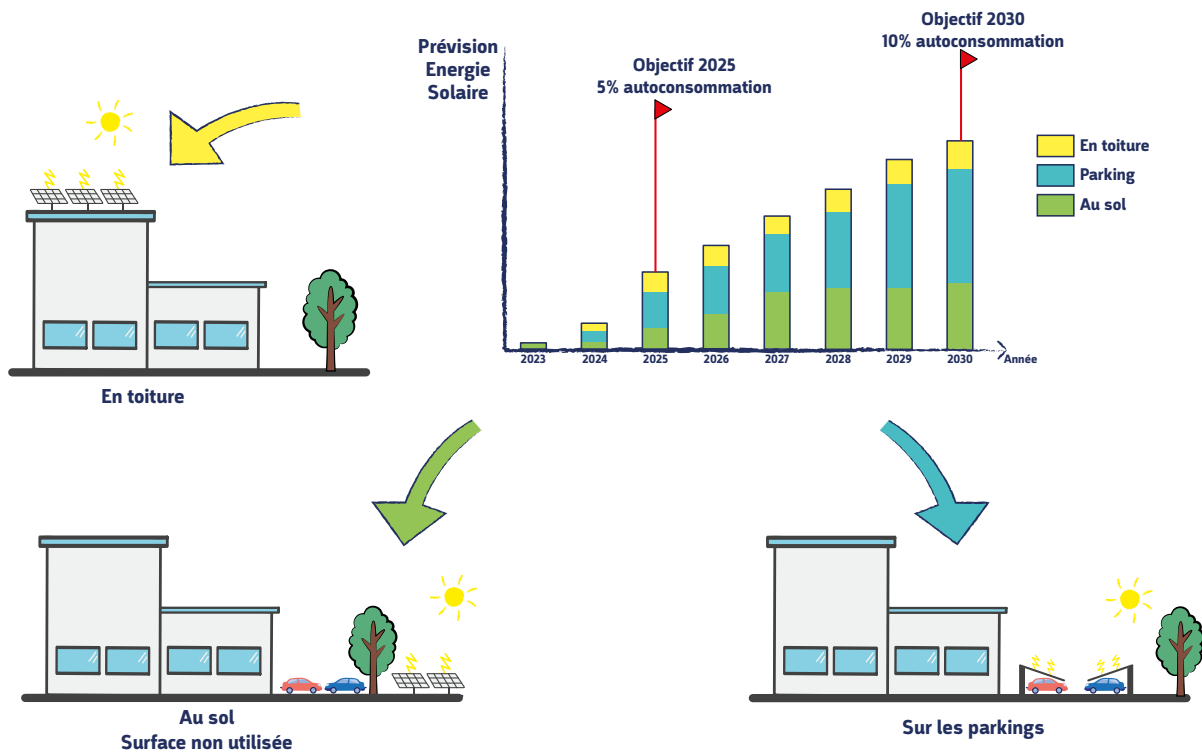 Prévision
Energie
Solaire
Objectif 2025
5% autoconsommation
Objectif 2030
10% autoconsommation
En toiture
Parking
Au sol
2023 2024 2025 2026 2027 2028 2029 2030 Année
En toiture
Au sol
Surface non utilisée
Sur les parkings